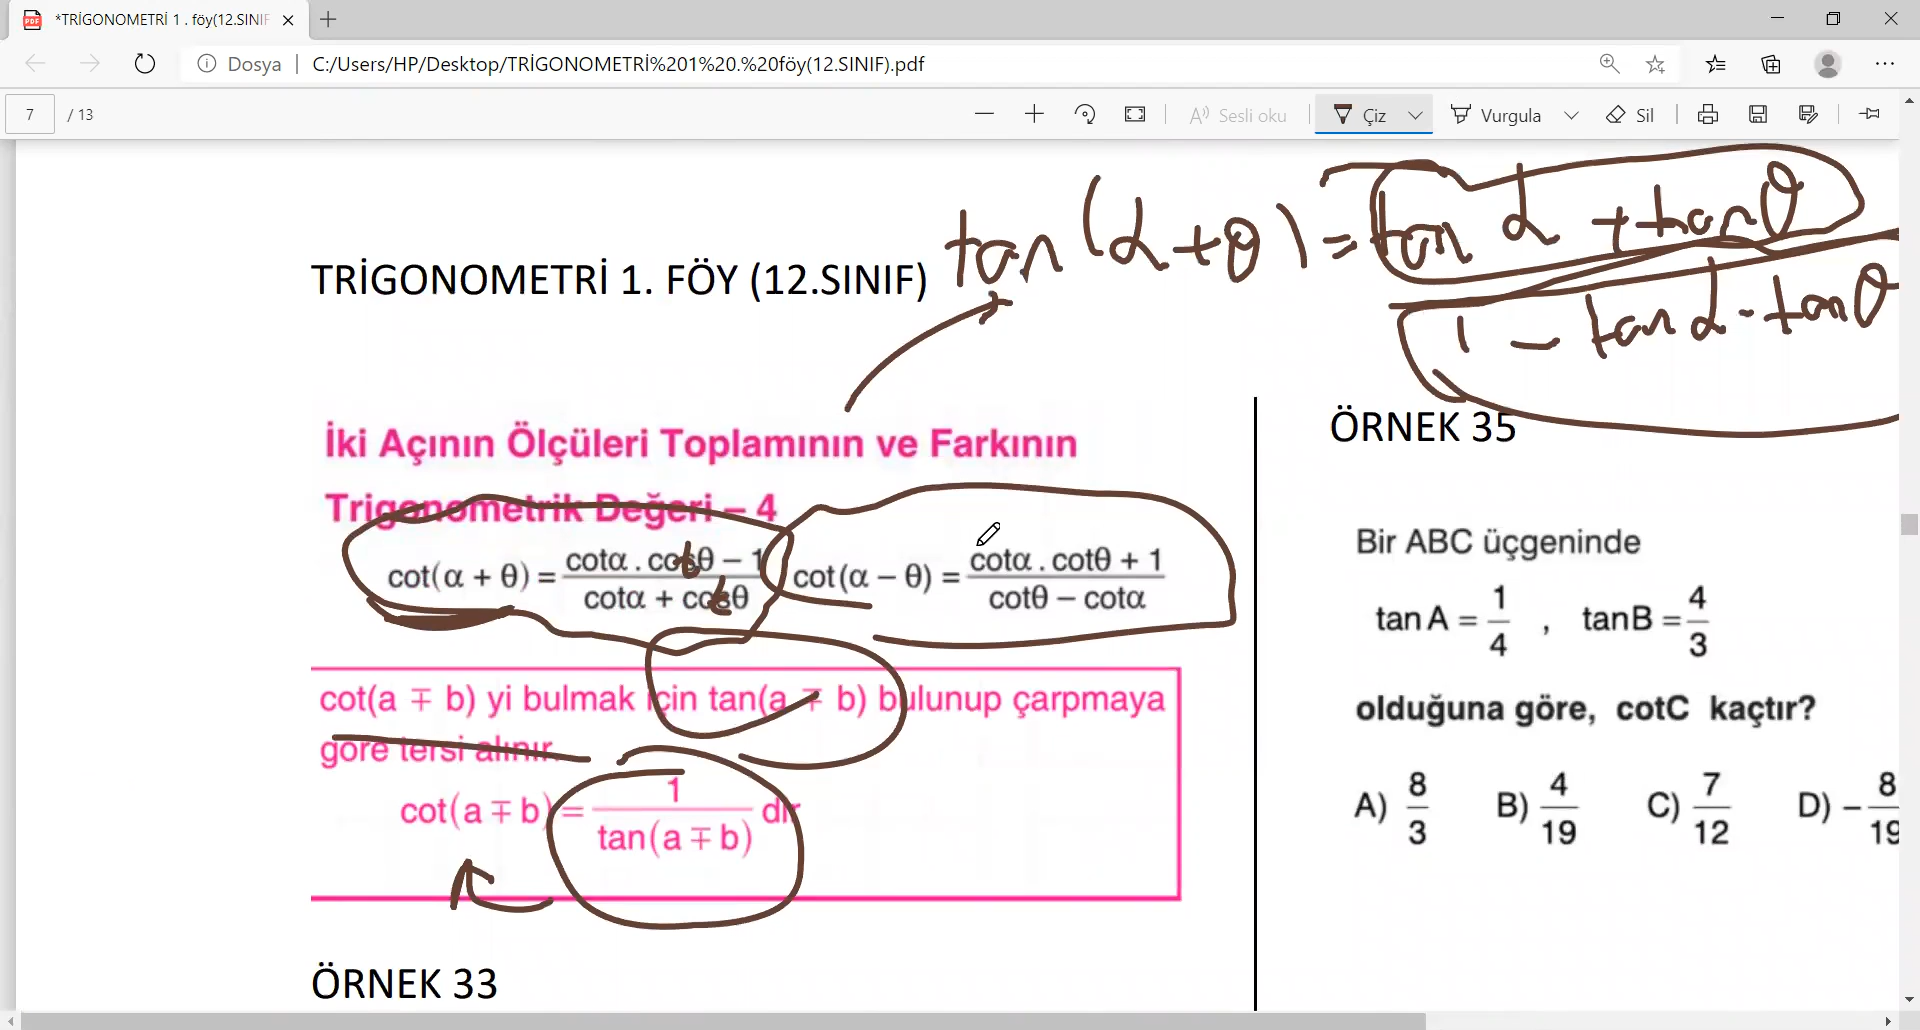 *TRİGONOMETRİ 1 . föy(12.SINIF
Dosya | C:/Users/HP/Desktop/TRİGONOMETRİ%201%20.%20föy(12.SINIF).pdf
7 / 13
Sesli oku
Çiz
Vurgula
Sil
tan(α+θ) = tan α + tan θ
1 - tan α · tan θ
TRİGONOMETRİ 1. FÖY (12.SINIF)
İki Açının Ölçüleri Toplamının ve Farkının
Trigonometrik Değeri – 4
cot(α + θ) = cotα . cosθ − 1 / cotα + cosθ
t
t
cot(α − θ) = cotα . cotθ + 1 / cotθ − cotα
cot(a ∓ b) yi bulmak için tan(a ∓ b) bulunup çarpmaya
göre tersi alınır.
cot(a ∓ b) = 1 / tan(a ∓ b) dir
ÖRNEK 33
ÖRNEK 35
Bir ABC üçgeninde
tan A = 1/4 , tanB = 4/3
olduğuna göre, cotC kaçtır?
A) 8/3 B) 4/19 C) 7/12 D) − 8/19